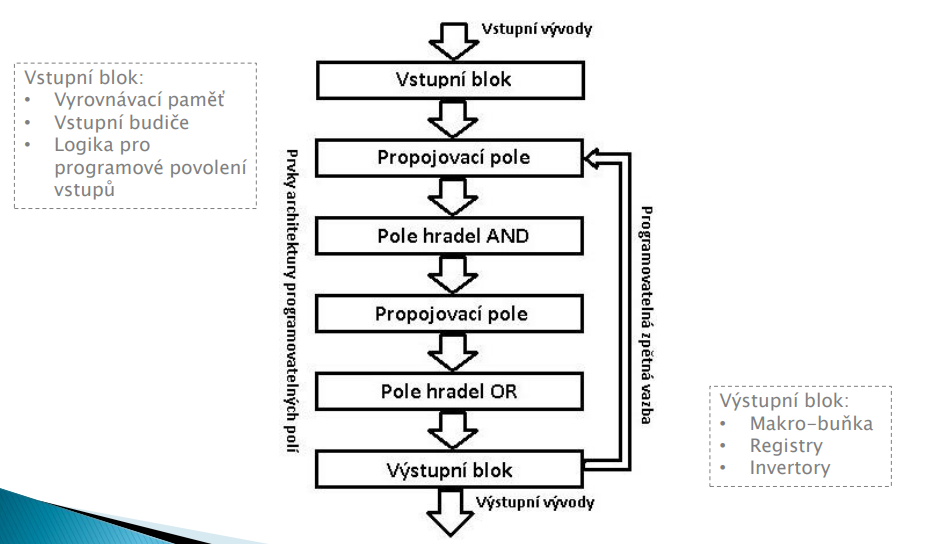 Vstupní vývody
Vstupní blok
Vstupní blok:
• Vyrovnávací paměť
• Vstupní budiče
• Logika pro
programové povolení
vstupů
Propojovací pole
Pole hradel AND
Propojovací pole
Pole hradel OR
Výstupní blok
Výstupní vývody
Prvky architektury programovatelných polí
Programovatelná zpětná vazba
Výstupní blok:
• Makro-buňka
• Registry
• Invertory